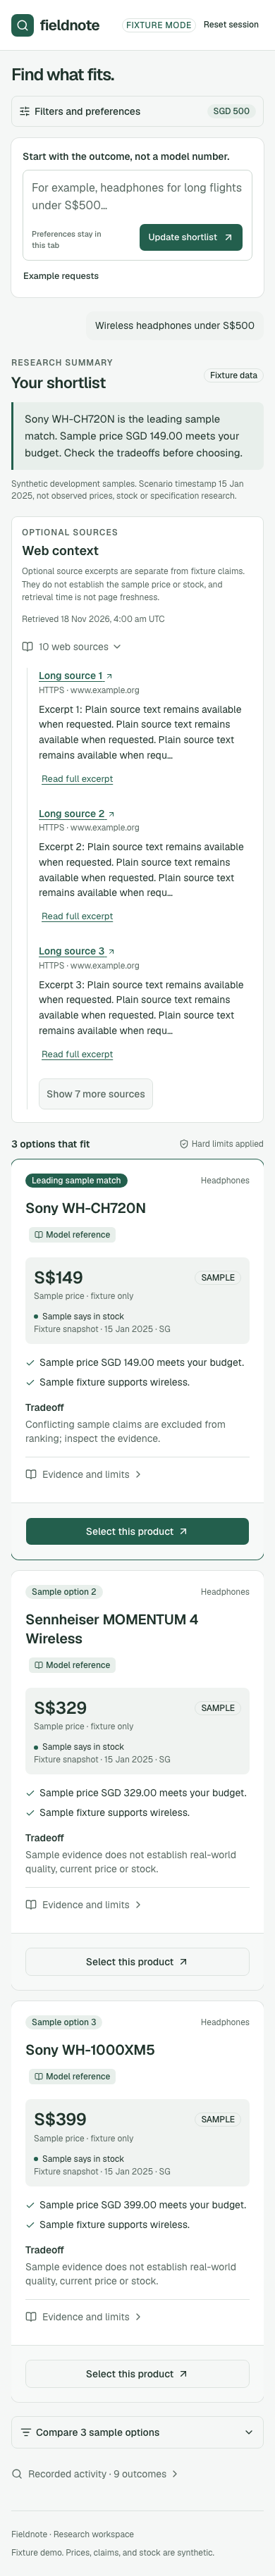 fieldnote
FIXTURE MODE
Reset session
Find what fits.
Filters and preferences
SGD 500
Start with the outcome, not a model number.
For example, headphones for long flights
under S$500...
Preferences stay in
this tab
Update shortlist
Example requests
Wireless headphones under S$500
RESEARCH SUMMARY
Your shortlist
Fixture data
Sony WH-CH720N is the leading sample
match. Sample price SGD 149.00 meets your
budget. Check the tradeoffs before choosing.
Synthetic development samples. Scenario timestamp 15 Jan
2025, not observed prices, stock or specification research.
OPTIONAL SOURCES
Web context
Optional source excerpts are separate from fixture claims.
They do not establish the sample price or stock, and
retrieval time is not page freshness.
Retrieved 18 Nov 2026, 4:00 am UTC
10 web sources
Long source 1
HTTPS · www.example.org
Excerpt 1: Plain source text remains available
when requested. Plain source text remains
available when requested. Plain source text
remains available when requ...
Read full excerpt
Long source 2
HTTPS · www.example.org
Excerpt 2: Plain source text remains available
when requested. Plain source text remains
available when requested. Plain source text
remains available when requ...
Read full excerpt
Long source 3
HTTPS · www.example.org
Excerpt 3: Plain source text remains available
when requested. Plain source text remains
available when requested. Plain source text
remains available when requ...
Read full excerpt
Show 7 more sources
3 options that fit
Hard limits applied
Leading sample match
Headphones
Sony WH-CH720N
Model reference
S$149
SAMPLE
Sample price · fixture only
Sample says in stock
Fixture snapshot · 15 Jan 2025 · SG
Sample price SGD 149.00 meets your budget.
Sample fixture supports wireless.
Tradeoff
Conflicting sample claims are excluded from
ranking; inspect the evidence.
Evidence and limits
Select this product
Sample option 2
Headphones
Sennheiser MOMENTUM 4
Wireless
Model reference
S$329
SAMPLE
Sample price · fixture only
Sample says in stock
Fixture snapshot · 15 Jan 2025 · SG
Sample price SGD 329.00 meets your budget.
Sample fixture supports wireless.
Tradeoff
Sample evidence does not establish real-world
quality, current price or stock.
Evidence and limits
Select this product
Sample option 3
Headphones
Sony WH-1000XM5
Model reference
S$399
SAMPLE
Sample price · fixture only
Sample says in stock
Fixture snapshot · 15 Jan 2025 · SG
Sample price SGD 399.00 meets your budget.
Sample fixture supports wireless.
Tradeoff
Sample evidence does not establish real-world
quality, current price or stock.
Evidence and limits
Select this product
Compare 3 sample options
Recorded activity · 9 outcomes
Fieldnote · Research workspace
Fixture demo. Prices, claims, and stock are synthetic.